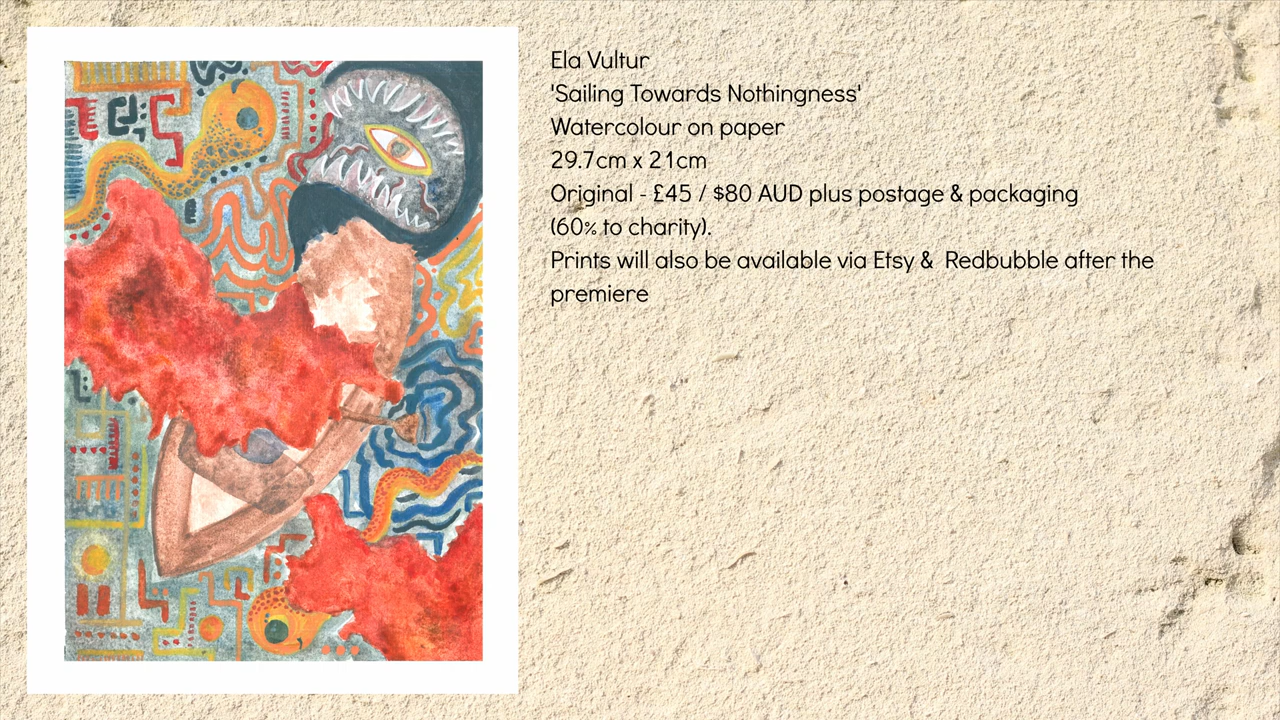 Ela Vultur
'Sailing Towards Nothingness'
Watercolour on paper
29.7cm x 21cm
Original - £45 / $80 AUD plus postage & packaging
(60% to charity).
Prints will also be available via Etsy &  Redbubble after the
premiere